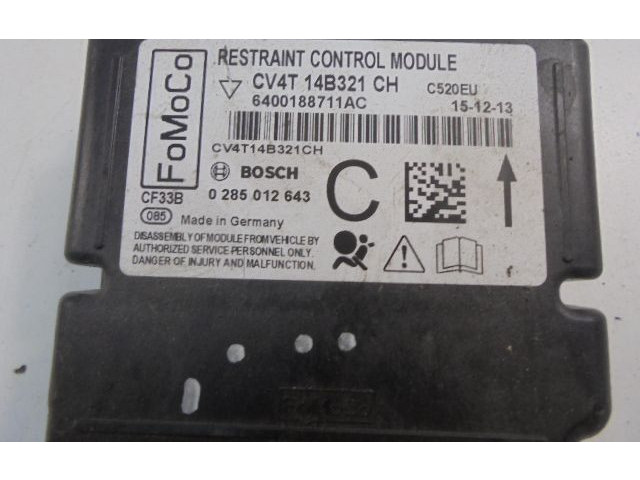 FoMoCo
RESTRAINT CONTROL MODULE
CV4T 14B321 CH C520EU
6400188711AC 15-12-13
CV4T14B321CH
BOSCH
CF33B 0 285 012 643 C
085 Made in Germany
DISASSEMBLY OF MODULE FROM VEHICLE BY
AUTHORIZED SERVICE PERSONNEL ONLY.
DANGER OF INJURY AND MALFUNCTION.